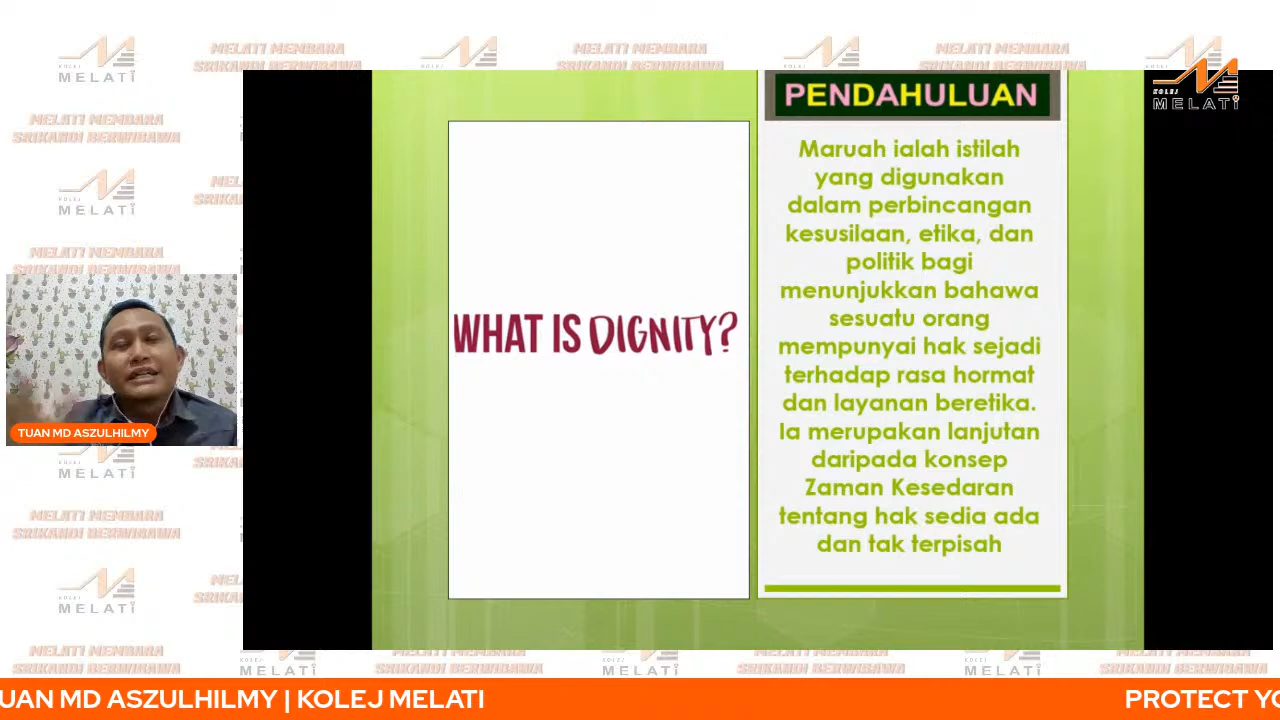 MELATI MEMBARA
SRIKANDI BERWIBAWA
KOLEJ
MELATI
PENDAHULUAN
WHAT IS DIGNITY?
Maruah ialah istilah
yang digunakan
dalam perbincangan
kesusilaan, etika, dan
politik bagi
menunjukkan bahawa
sesuatu orang
mempunyai hak sejadi
terhadap rasa hormat
dan layanan beretika.
Ia merupakan lanjutan
daripada konsep
Zaman Kesedaran
tentang hak sedia ada
dan tak terpisah
TUAN MD ASZULHILMY
UAN MD ASZULHILMY | KOLEJ MELATI
PROTECT YO